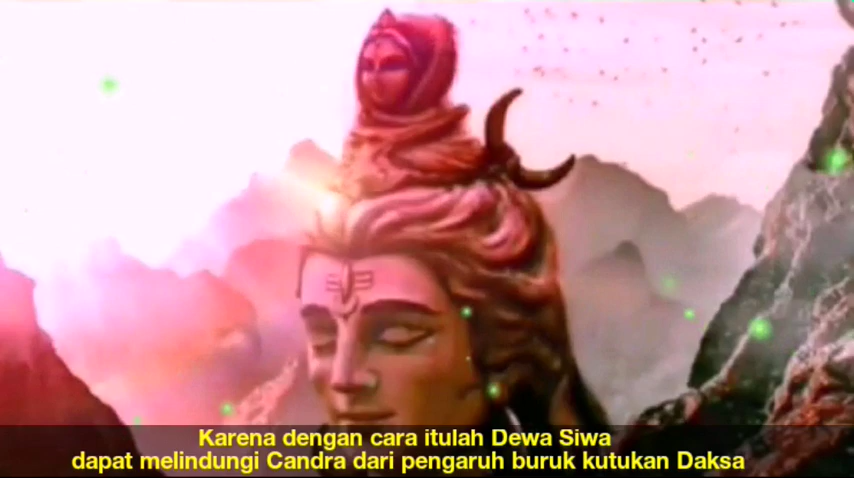 Karena dengan cara itulah Dewa Siwa
dapat melindungi Candra dari pengaruh buruk kutukan Daksa